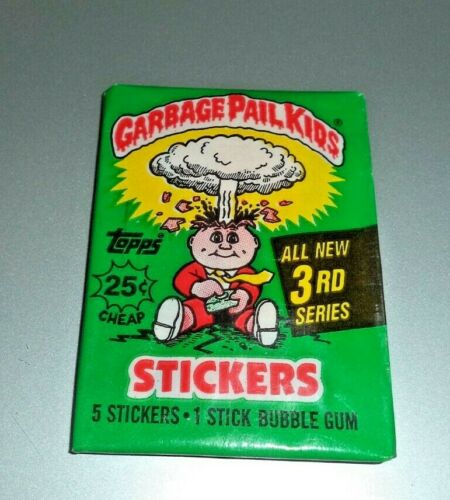 GARBAGE PAIL KIDS®
TOPPS®
25¢
CHEAP
ALL NEW
3RD
SERIES
STICKERS
5 STICKERS • 1 STICK BUBBLE GUM